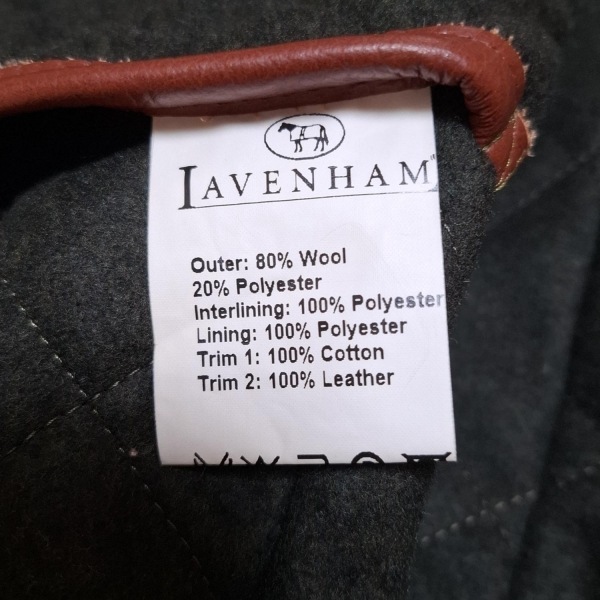 LAVENHAM
Outer: 80% Wool
20% Polyester
Interlining: 100% Polyester
Lining: 100% Polyester
Trim 1: 100% Cotton
Trim 2: 100% Leather